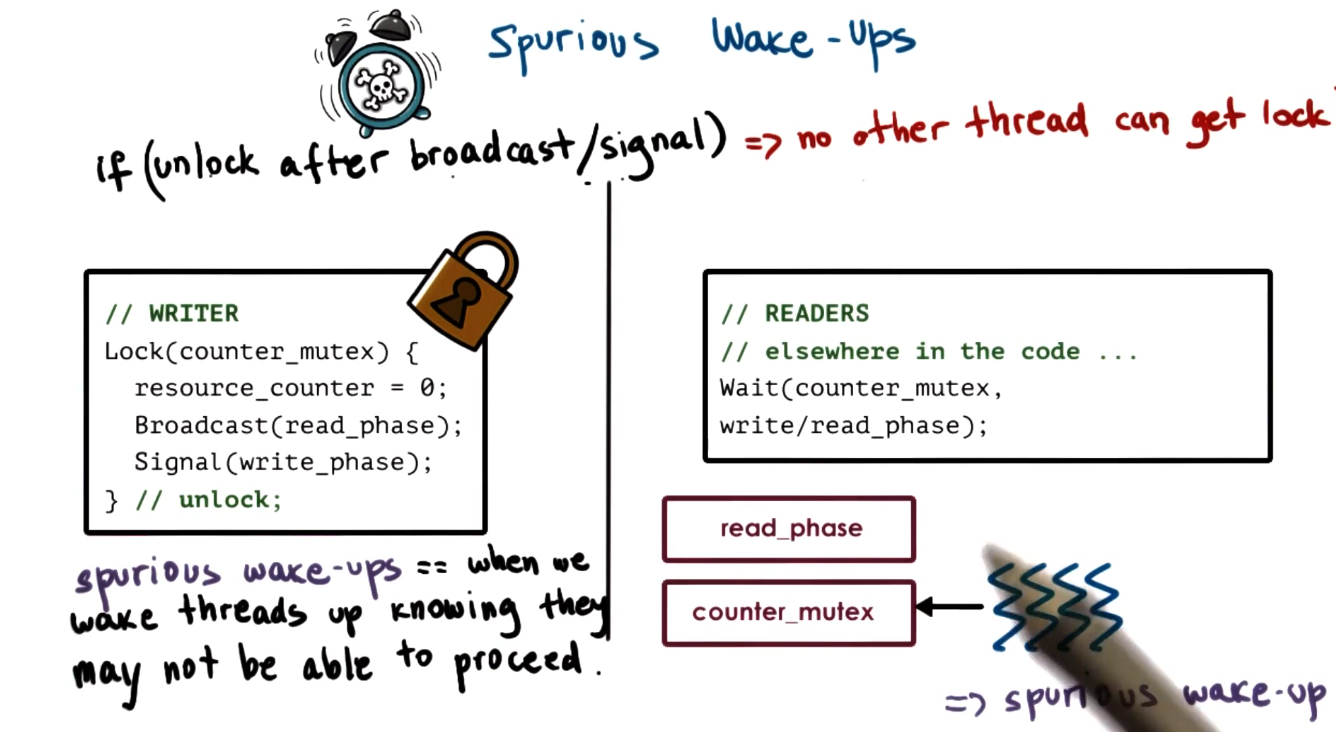 Spurious Wake-Ups
if (unlock after broadcast/signal) => no other thread can get lock
// WRITER
Lock(counter_mutex) {
resource_counter = 0;
Broadcast(read_phase);
Signal(write_phase);
} // unlock;
// READERS
// elsewhere in the code ...
Wait(counter_mutex,
write/read_phase);
spurious wake-ups == when we
wake threads up knowing they
may not be able to proceed.
read_phase
counter_mutex
=> spurious wake-up